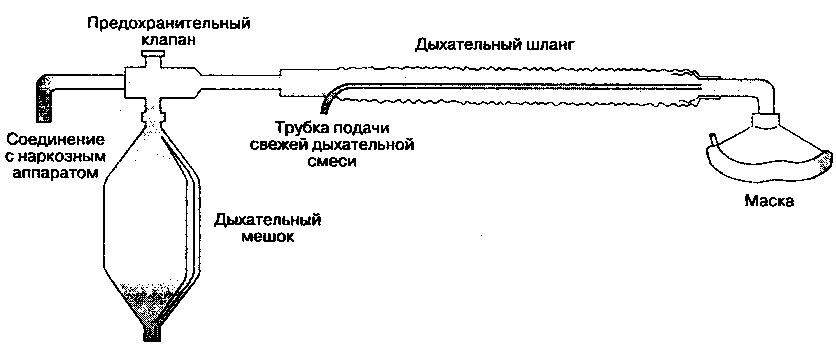 Предохранительный
клапан
Дыхательный шланг
Соединение
с наркозным
аппаратом
Трубка подачи
свежей дыхательной
смеси
Дыхательный
мешок
Маска